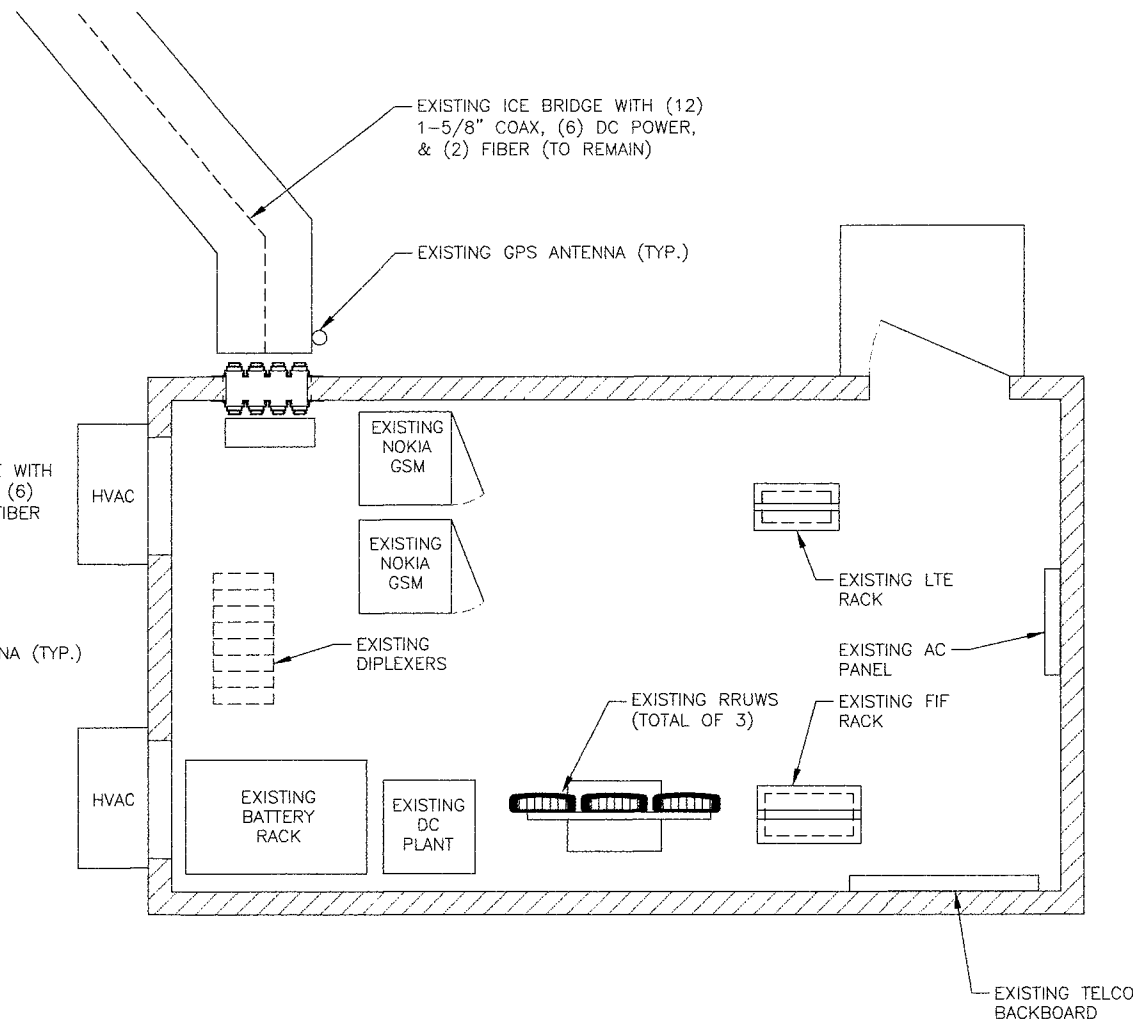 EXISTING ICE BRIDGE WITH (12)
1-5/8" COAX, (6) DC POWER,
& (2) FIBER (TO REMAIN)
EXISTING GPS ANTENNA (TYP.)
WITH
(6)
FIBER
HVAC
EXISTING
NOKIA
GSM
EXISTING
NOKIA
GSM
EXISTING LTE
RACK
NA (TYP.)
EXISTING
DIPLEXERS
EXISTING AC
PANEL
EXISTING RRUWS
(TOTAL OF 3)
EXISTING FIF
RACK
HVAC
EXISTING
BATTERY
RACK
EXISTING
DC
PLANT
EXISTING TELCO
BACKBOARD